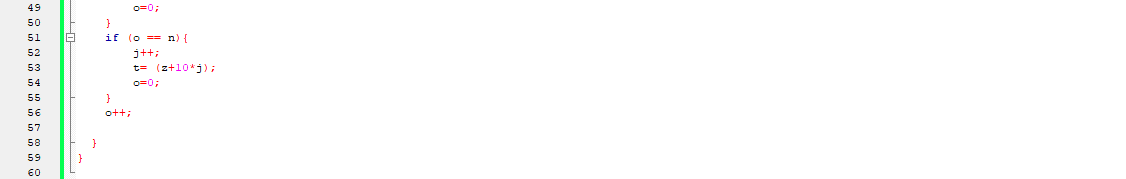 49 o=0;
50 }
51 if (o == n){
52 j++;
53 t= (z+10*j);
54 o=0;
55 }
56 o++;
57
58 }
59 }
60